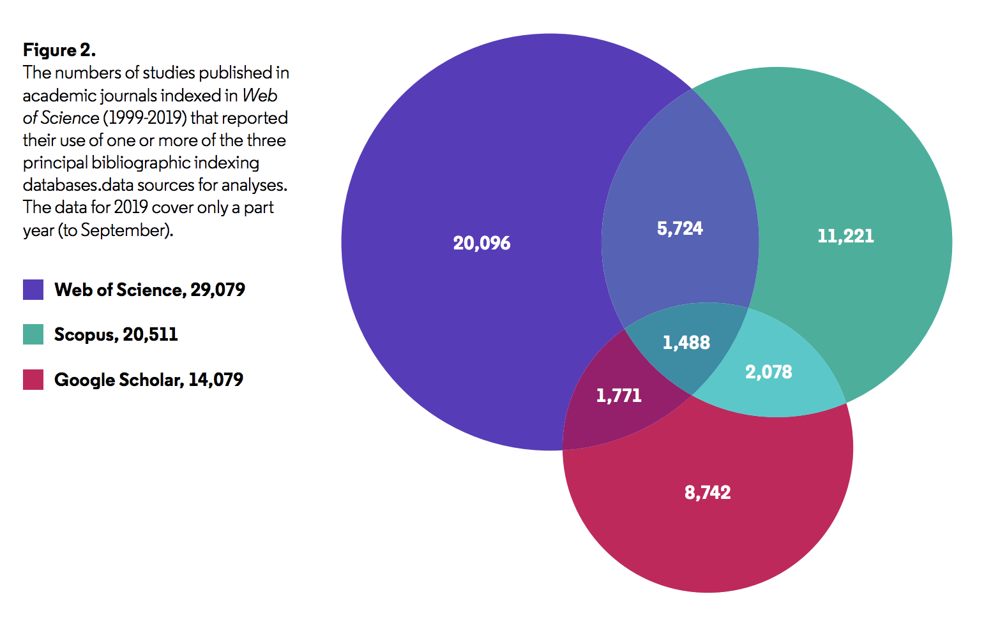 Figure 2.
The numbers of studies published in
academic journals indexed in Web
of Science (1999-2019) that reported
their use of one or more of the three
principal bibliographic indexing
databases.data sources for analyses.
The data for 2019 cover only a part
year (to September).
Web of Science, 29,079
Scopus, 20,511
Google Scholar, 14,079
20,096
5,724
11,221
1,488
2,078
1,771
8,742